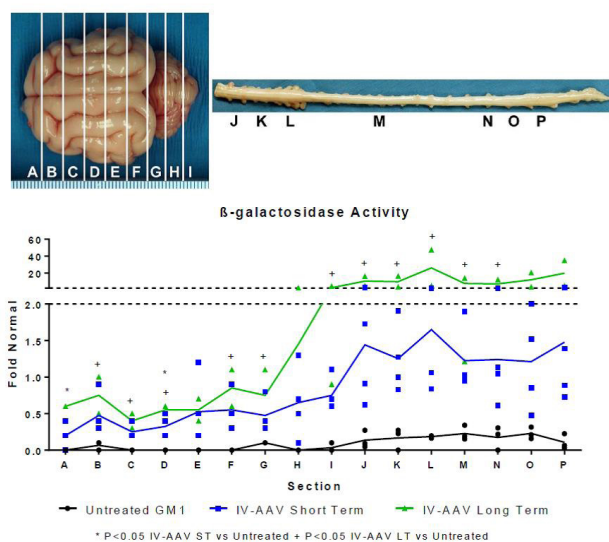 A B C D E F G H I
J K L M N O P
ß-galactosidase Activity
60
40
20
2.0
1.5
1.0
0.5
0.0
Fold Normal
A B C D E F G H I J K L M N O P
Section
Untreated GM1 IV-AAV Short Term IV-AAV Long Term
* P<0.05 IV-AAV ST vs Untreated + P<0.05 IV-AAV LT vs Untreated